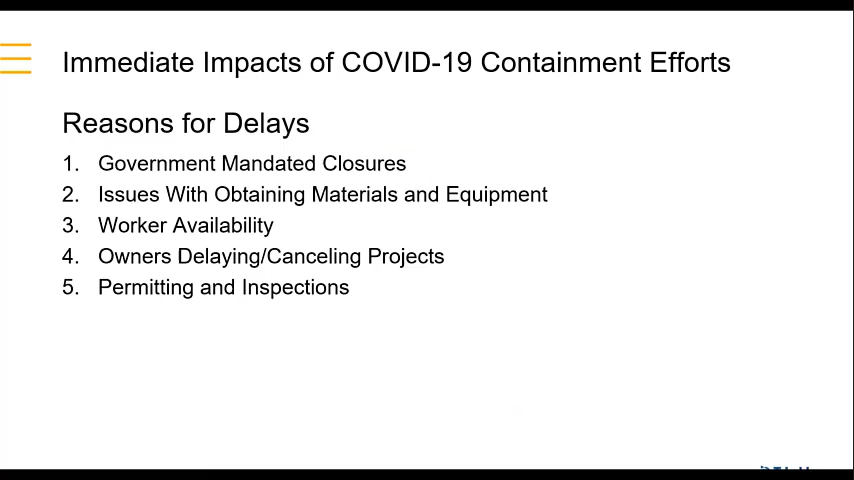 Immediate Impacts of COVID-19 Containment Efforts
Reasons for Delays
1. Government Mandated Closures
2. Issues With Obtaining Materials and Equipment
3. Worker Availability
4. Owners Delaying/Canceling Projects
5. Permitting and Inspections